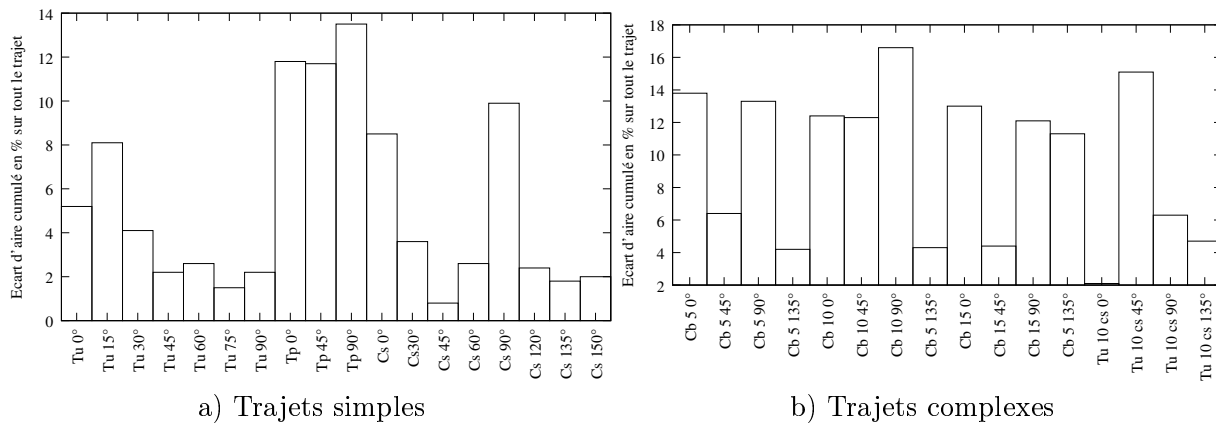 Ecart d'aire cumulé en % sur tout le trajet
14
12
10
8
6
4
2
0
Tu 0°
Tu 15°
Tu 30°
Tu 45°
Tu 60°
Tu 75°
Tu 90°
Tp 0°
Tp 45°
Tp 90°
Cs 0°
Cs30°
Cs 45°
Cs 60°
Cs 90°
Cs 120°
Cs 135°
Cs 150°
a) Trajets simples
Ecart d'aire cumulé en % sur tout le trajet
18
16
14
12
10
8
6
4
2
Cb 5 0°
Cb 5 45°
Cb 5 90°
Cb 5 135°
Cb 10 0°
Cb 10 45°
Cb 10 90°
Cb 5 135°
Cb 15 0°
Cb 15 45°
Cb 15 90°
Cb 5 135°
Tu 10 cs 0°
Tu 10 cs 45°
Tu 10 cs 90°
Tu 10 cs 135°
b) Trajets complexes